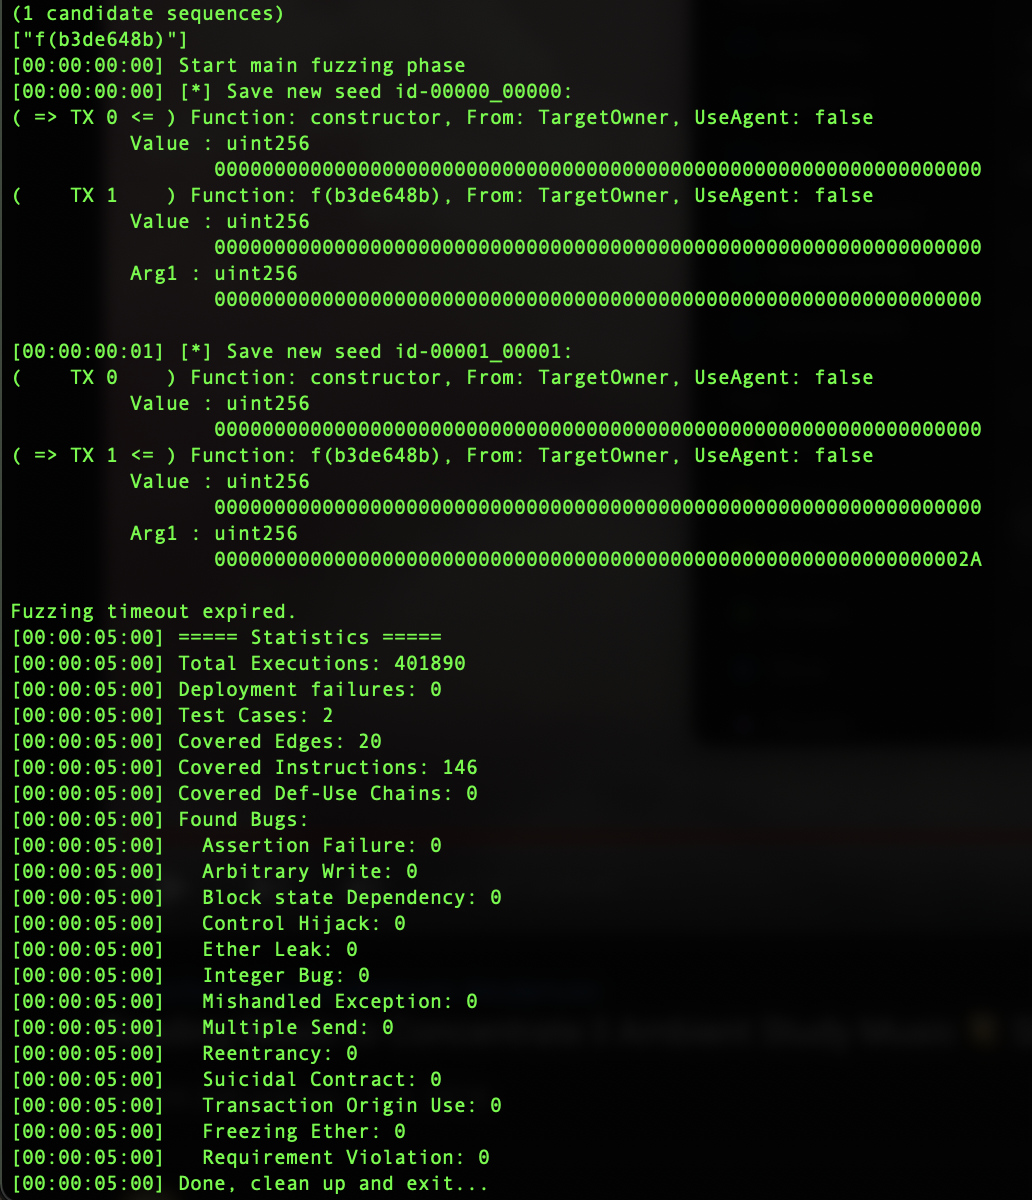 (1 candidate sequences)
["f(b3de648b)"]
[00:00:00:00] Start main fuzzing phase
[00:00:00:00] [*] Save new seed id-00000_00000:
( => TX 0 <= ) Function: constructor, From: TargetOwner, UseAgent: false
Value : uint256
0000000000000000000000000000000000000000000000000000000000000000
( TX 1 ) Function: f(b3de648b), From: TargetOwner, UseAgent: false
Value : uint256
0000000000000000000000000000000000000000000000000000000000000000
Arg1 : uint256
0000000000000000000000000000000000000000000000000000000000000000
[00:00:00:01] [*] Save new seed id-00001_00001:
( TX 0 ) Function: constructor, From: TargetOwner, UseAgent: false
Value : uint256
0000000000000000000000000000000000000000000000000000000000000000
( => TX 1 <= ) Function: f(b3de648b), From: TargetOwner, UseAgent: false
Value : uint256
0000000000000000000000000000000000000000000000000000000000000000
Arg1 : uint256
000000000000000000000000000000000000000000000000000000000000002A
Fuzzing timeout expired.
[00:00:05:00] ===== Statistics =====
[00:00:05:00] Total Executions: 401890
[00:00:05:00] Deployment failures: 0
[00:00:05:00] Test Cases: 2
[00:00:05:00] Covered Edges: 20
[00:00:05:00] Covered Instructions: 146
[00:00:05:00] Covered Def-Use Chains: 0
[00:00:05:00] Found Bugs:
[00:00:05:00] Assertion Failure: 0
[00:00:05:00] Arbitrary Write: 0
[00:00:05:00] Block state Dependency: 0
[00:00:05:00] Control Hijack: 0
[00:00:05:00] Ether Leak: 0
[00:00:05:00] Integer Bug: 0
[00:00:05:00] Mishandled Exception: 0
[00:00:05:00] Multiple Send: 0
[00:00:05:00] Reentrancy: 0
[00:00:05:00] Suicidal Contract: 0
[00:00:05:00] Transaction Origin Use: 0
[00:00:05:00] Freezing Ether: 0
[00:00:05:00] Requirement Violation: 0
[00:00:05:00] Done, clean up and exit...